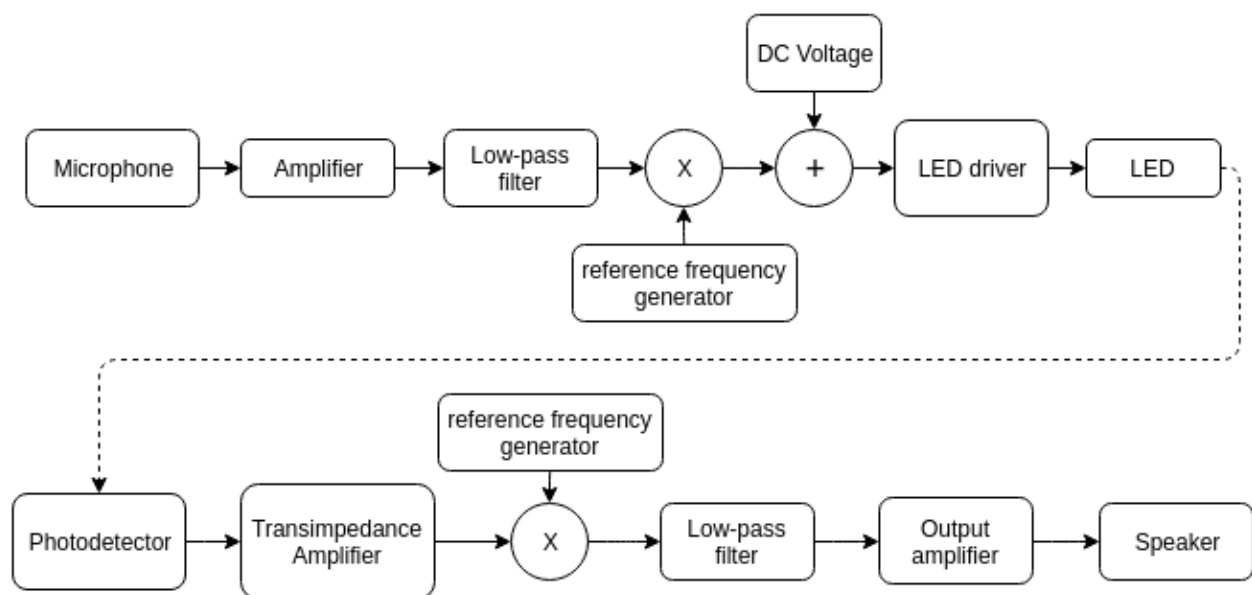 DC Voltage
Microphone
Amplifier
Low-pass
filter
X
+
LED driver
LED
reference frequency
generator
reference frequency
generator
Photodetector
Transimpedance
Amplifier
X
Low-pass
filter
Output
amplifier
Speaker